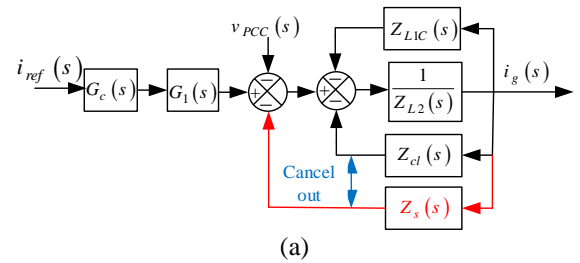 v_PCC (s)
Z_L1C (s)
i_ref (s)
G_c (s)
G_1 (s)
+
−
−
+
−
−
1
Z_L2 (s)
i_g (s)
Z_cl (s)
Cancel
out
Z_s (s)
(a)